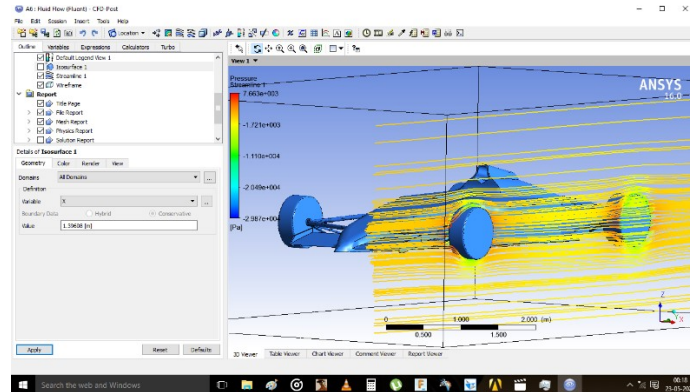 A6 : Fluid Flow (Fluent) - CFD-Post
File Edit Session Insert Tools Help
Location
Outline Variables Expressions Calculators Turbo
Default Legend View 1
Isosurface 1
Streamline 1
Wireframe
Report
Title Page
File Report
Mesh Report
Physics Report
Solution Report
Details of Isosurface 1
Geometry Color Render View
Domains All Domains
Definition
Variable X
Boundary Data Hybrid Conservative
Value 1.39608 [m]
Apply Reset Defaults
View 1
Pressure
Streamline 1
7.663e+003
-1.721e+003
-1.110e+004
-2.049e+004
-2.987e+004
[Pa]
ANSYS
16.0
0 1.000 2.000 (m)
0.500 1.500
Z
Y
X
3D Viewer Table Viewer Chart Viewer Comment Viewer Report Viewer
Search the web and Windows
00:18